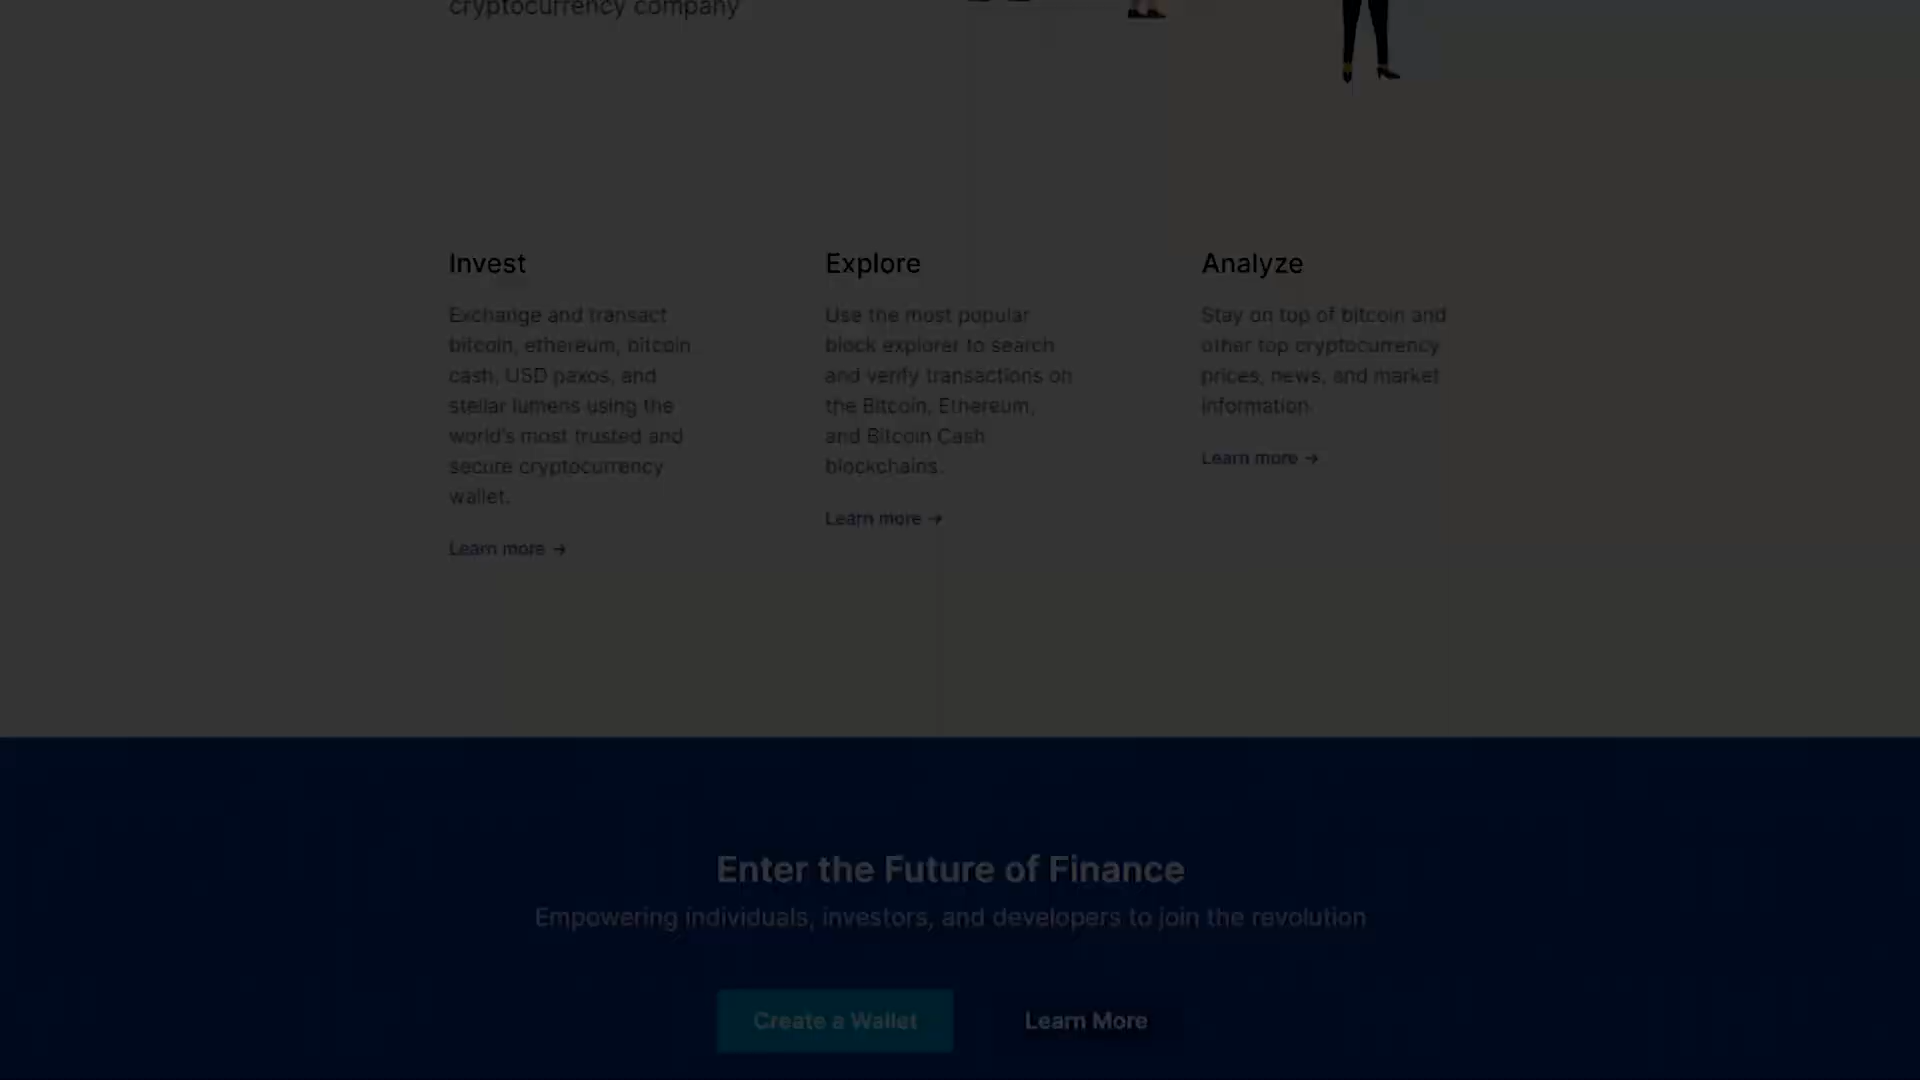 cryptocurrency company
Invest
Exchange and transact
bitcoin, ethereum, bitcoin
cash, USD paxos, and
stellar lumens using the
world's most trusted and
secure cryptocurrency
wallet.
Learn more →
Explore
Use the most popular
block explorer to search
and verify transactions on
the Bitcoin, Ethereum,
and Bitcoin Cash
blockchains.
Learn more →
Analyze
Stay on top of bitcoin and
other top cryptocurrency
prices, news, and market
information.
Learn more →
Enter the Future of Finance
Empowering individuals, investors, and developers to join the revolution
Create a Wallet
Learn More